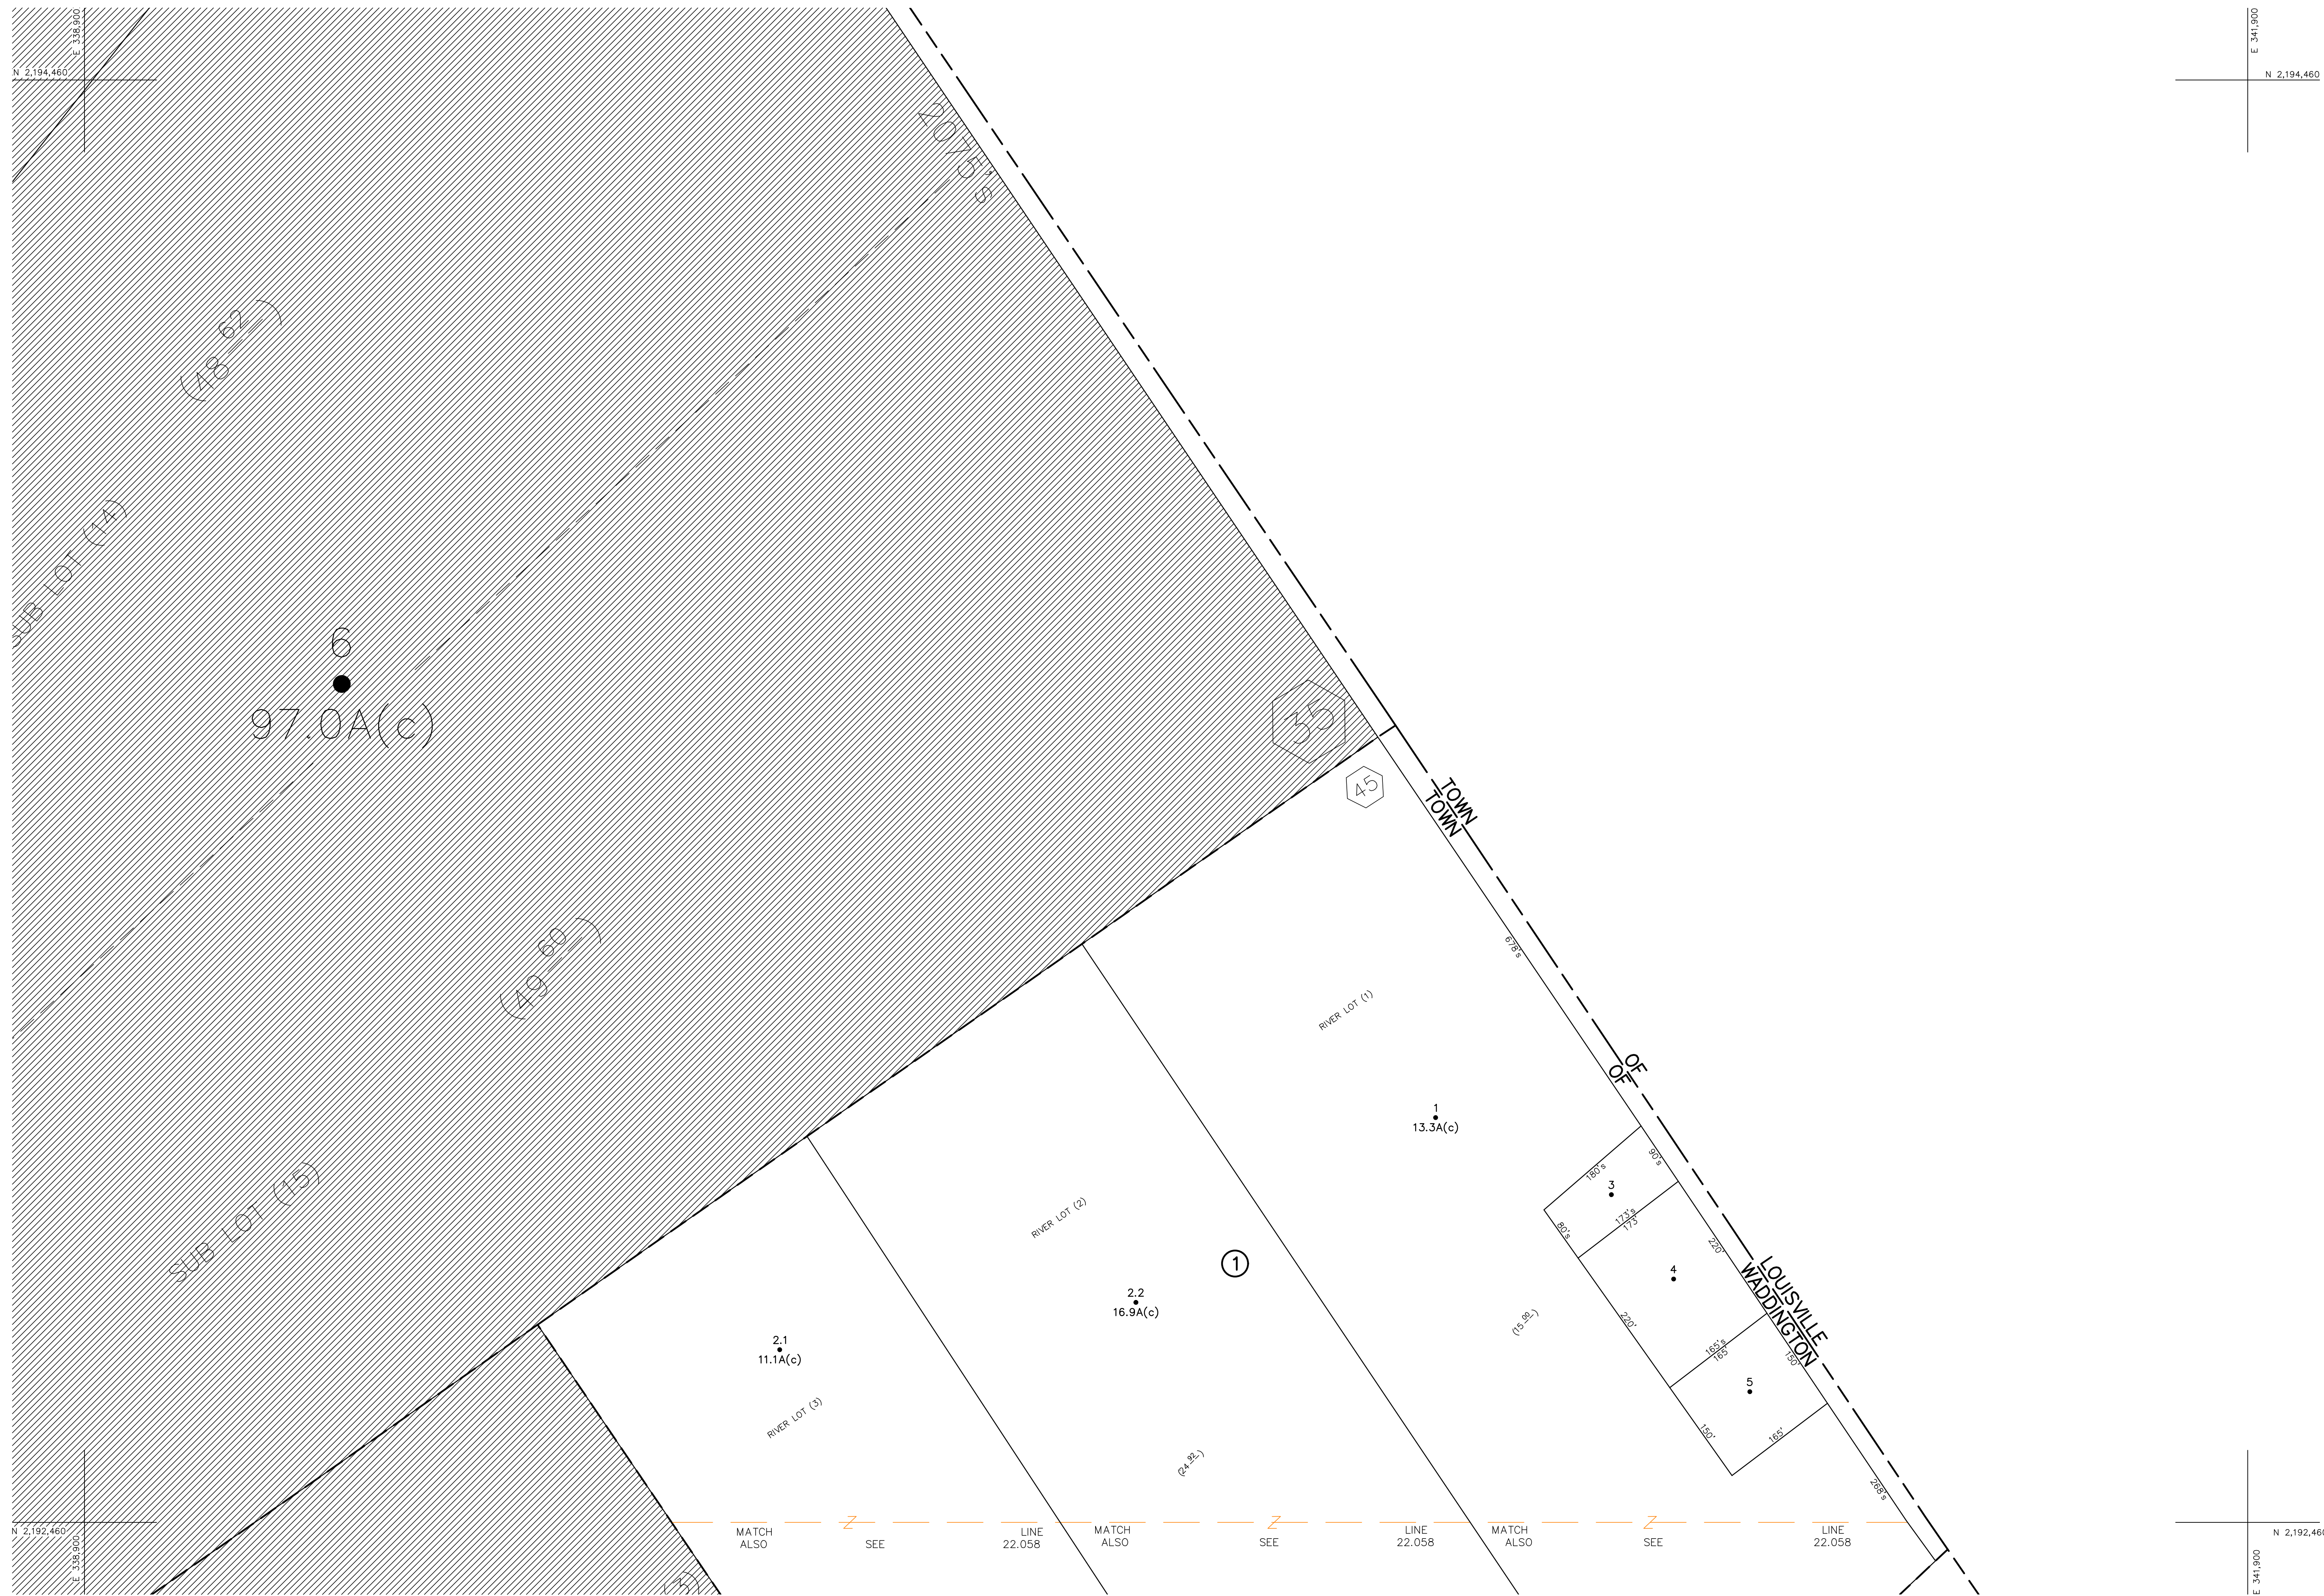 E 338,900
E 341,900
N 2,194,460
N 2,194,460
2075's
(48.62)
SUB LOT (14)
6
97.0A(c)
35
45
TOWN
TOWN
678's
(49.60)
RIVER LOT (1)
OF
OF
1
13.3A(c)
90's
180's
3
SUB LOT (15)
RIVER LOT (2)
173's
173'
80's
220'
1
4
LOUISVILLE
WADDINGTON
2.2
16.9A(c)
(15.00)
220'
2.1
11.1A(c)
165's
165'
150'
5
RIVER LOT (3)
150'
165'
(24.92)
268's
N 2,192,460
MATCH LINE MATCH LINE MATCH LINE
ALSO SEE 22.058 ALSO SEE 22.058 ALSO SEE 22.058
N 2,192,460
E 338,900
E 341,900